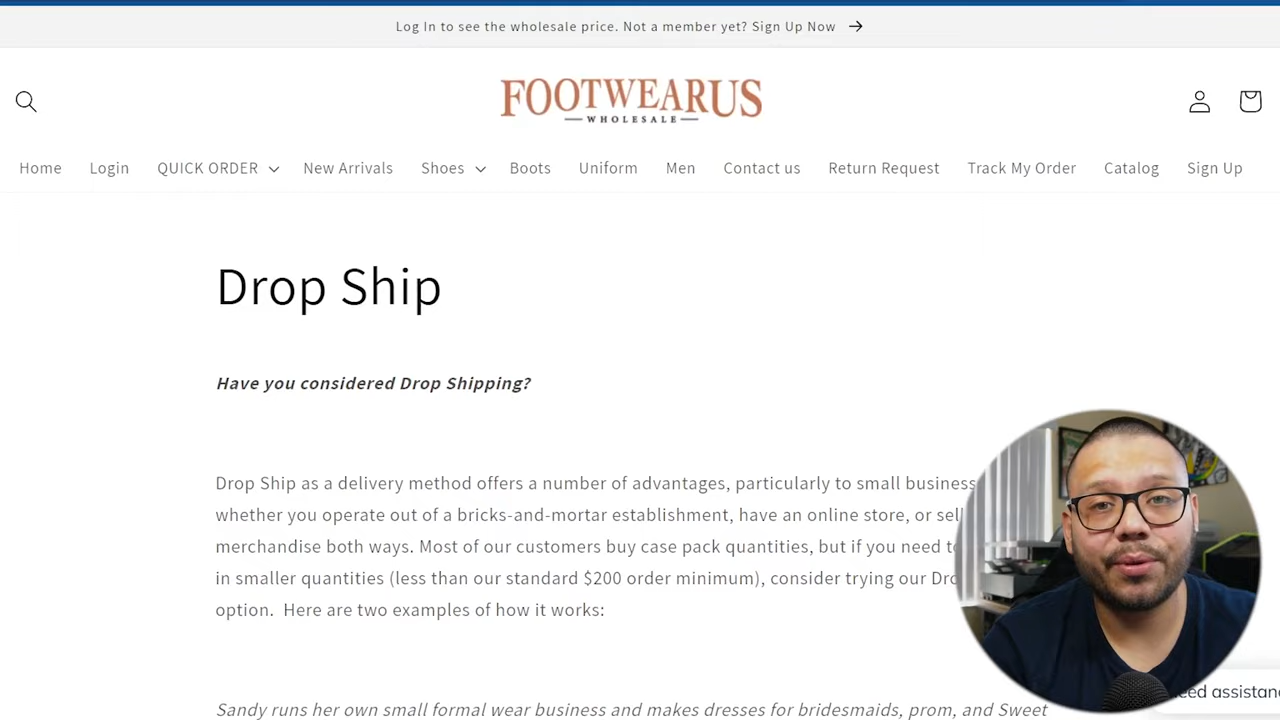 Log In to see the wholesale price. Not a member yet? Sign Up Now
FOOTWEARUS
WHOLESALE
Home Login QUICK ORDER New Arrivals Shoes Boots Uniform Men Contact us Return Request Track My Order Catalog Sign Up
Drop Ship
Have you considered Drop Shipping?
Drop Ship as a delivery method offers a number of advantages, particularly to small business
whether you operate out of a bricks-and-mortar establishment, have an online store, or sell
merchandise both ways. Most of our customers buy case pack quantities, but if you need
in smaller quantities (less than our standard $200 order minimum), consider trying our
option. Here are two examples of how it works:
Sandy runs her own small formal wear business and makes dresses for bridesmaids, prom, and Sweet
assistan